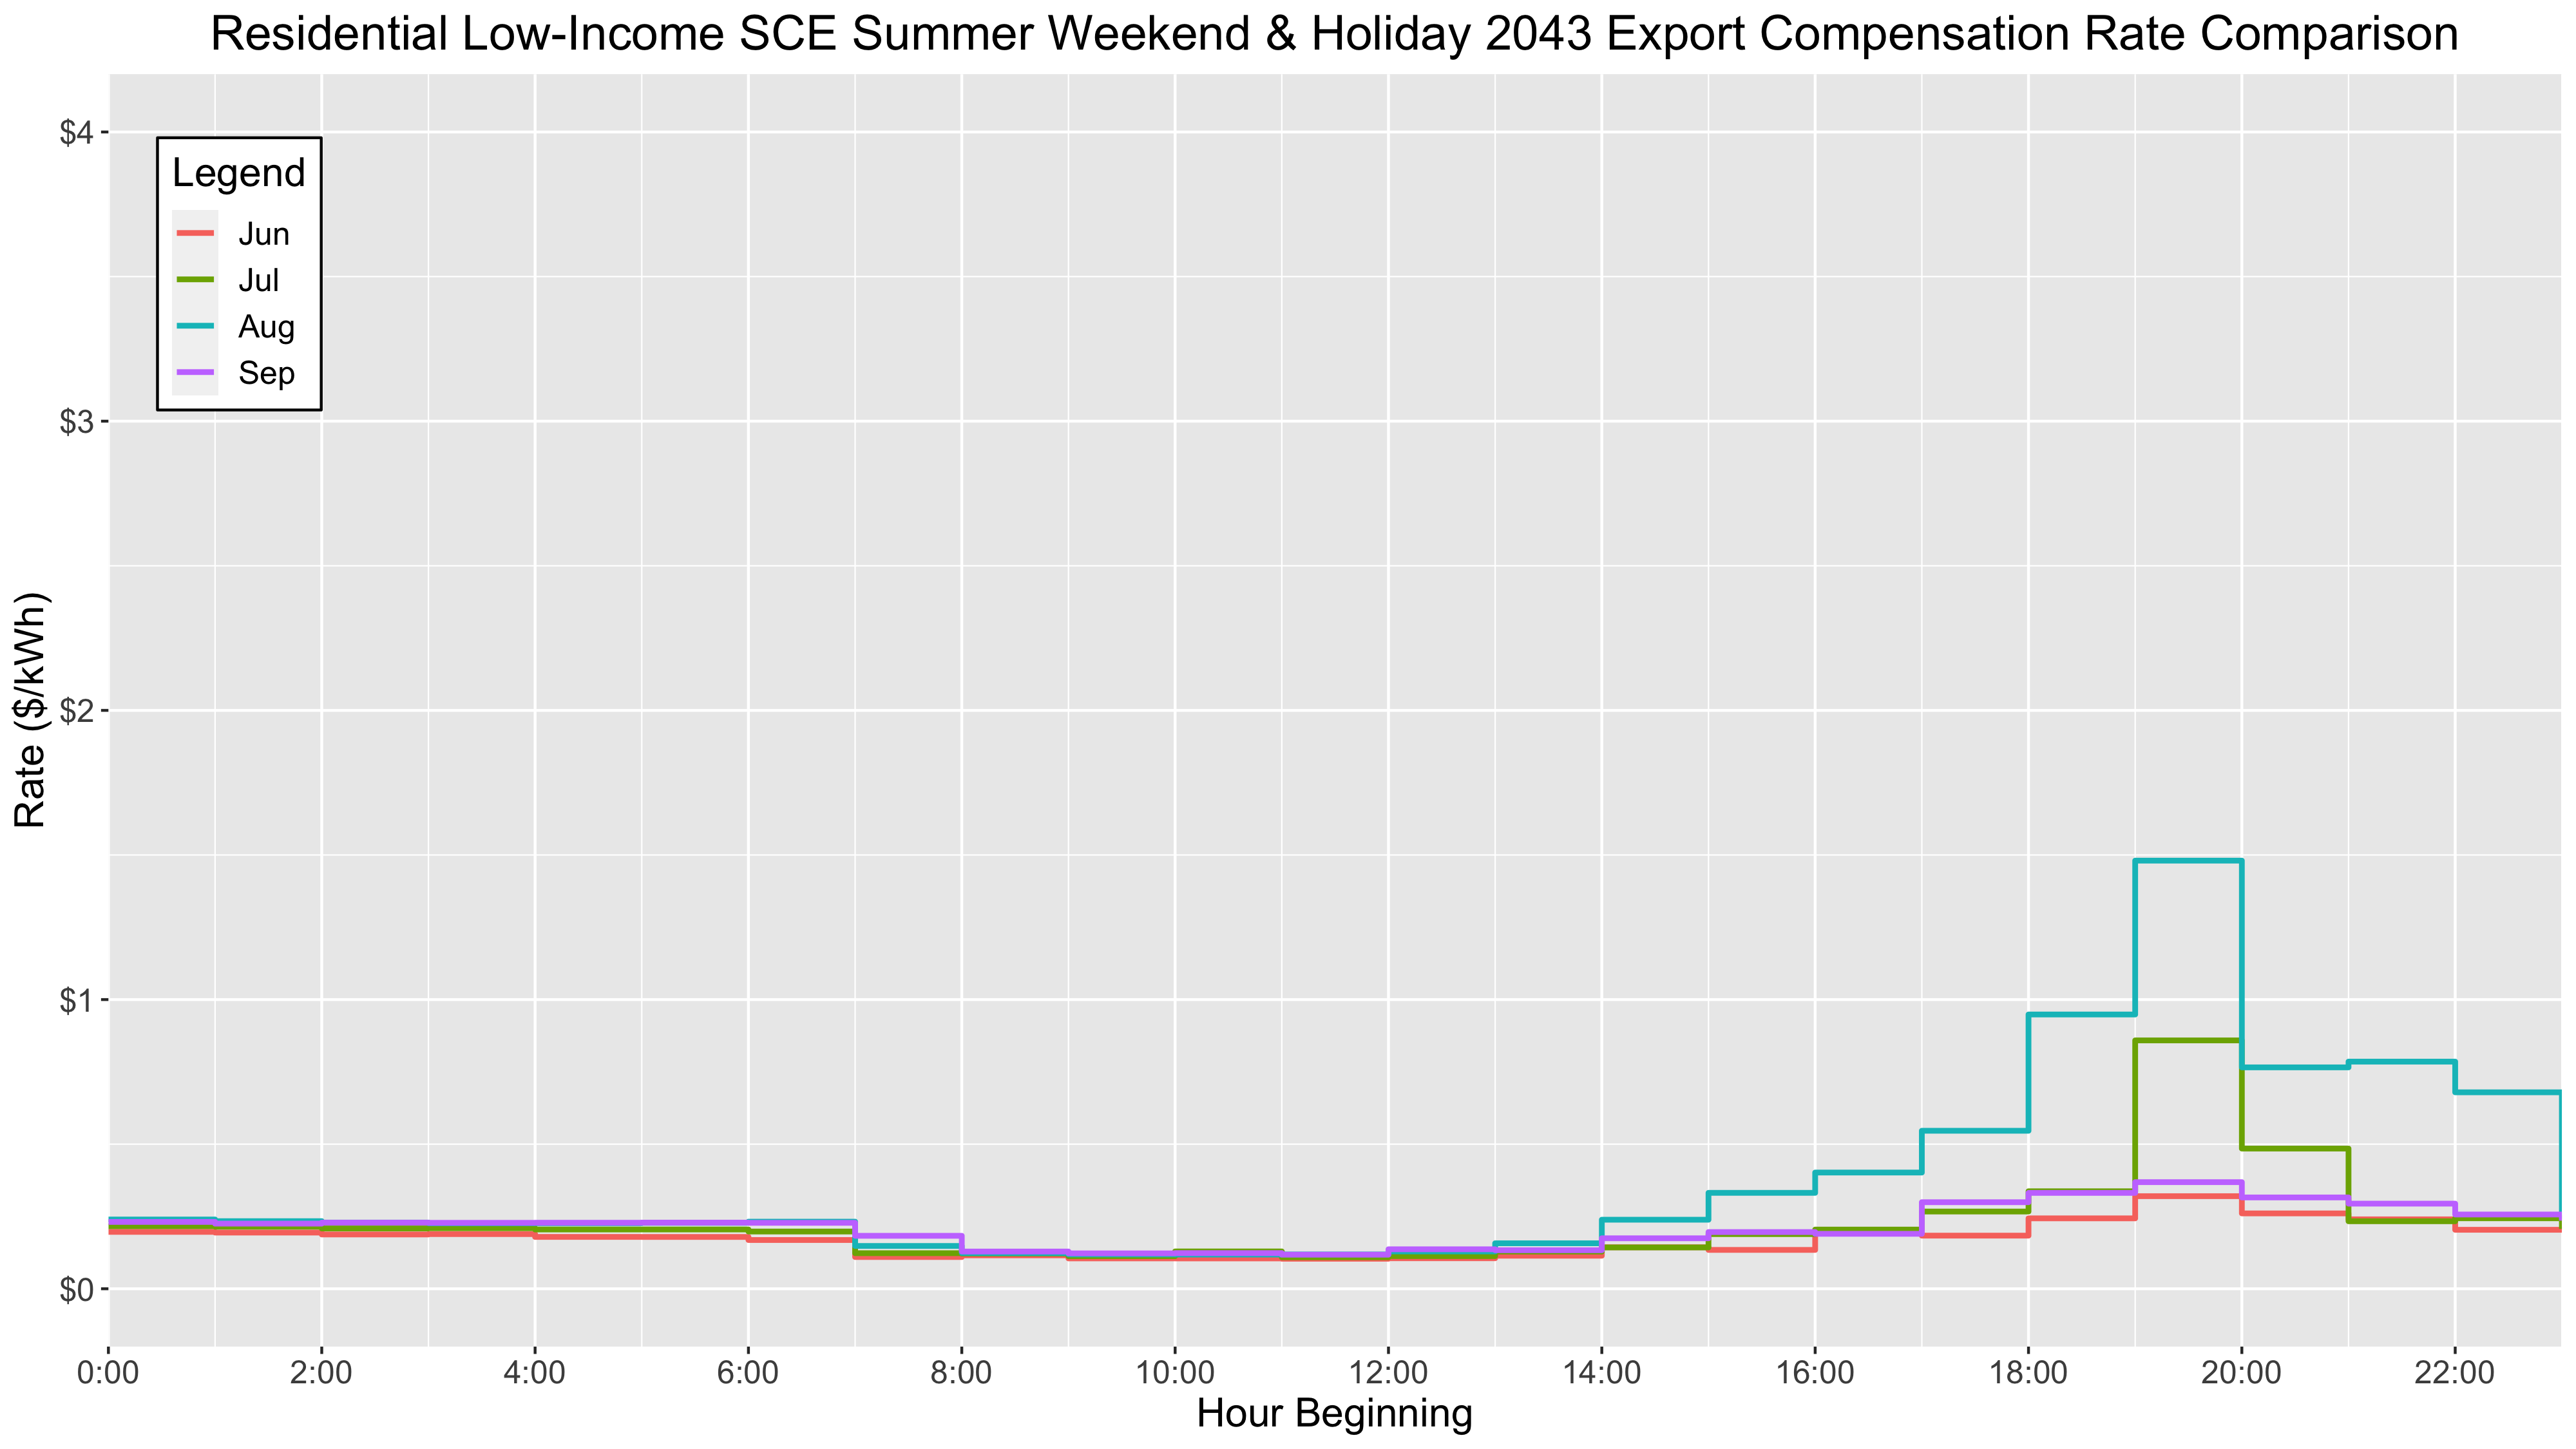 Residential Low-Income SCE Summer Weekend & Holiday 2043 Export Compensation Rate Comparison
Legend
Jun
Jul
Aug
Sep
Rate ($/kWh)
$4
$3
$2
$1
$0
0:00 2:00 4:00 6:00 8:00 10:00 12:00 14:00 16:00 18:00 20:00 22:00
Hour Beginning